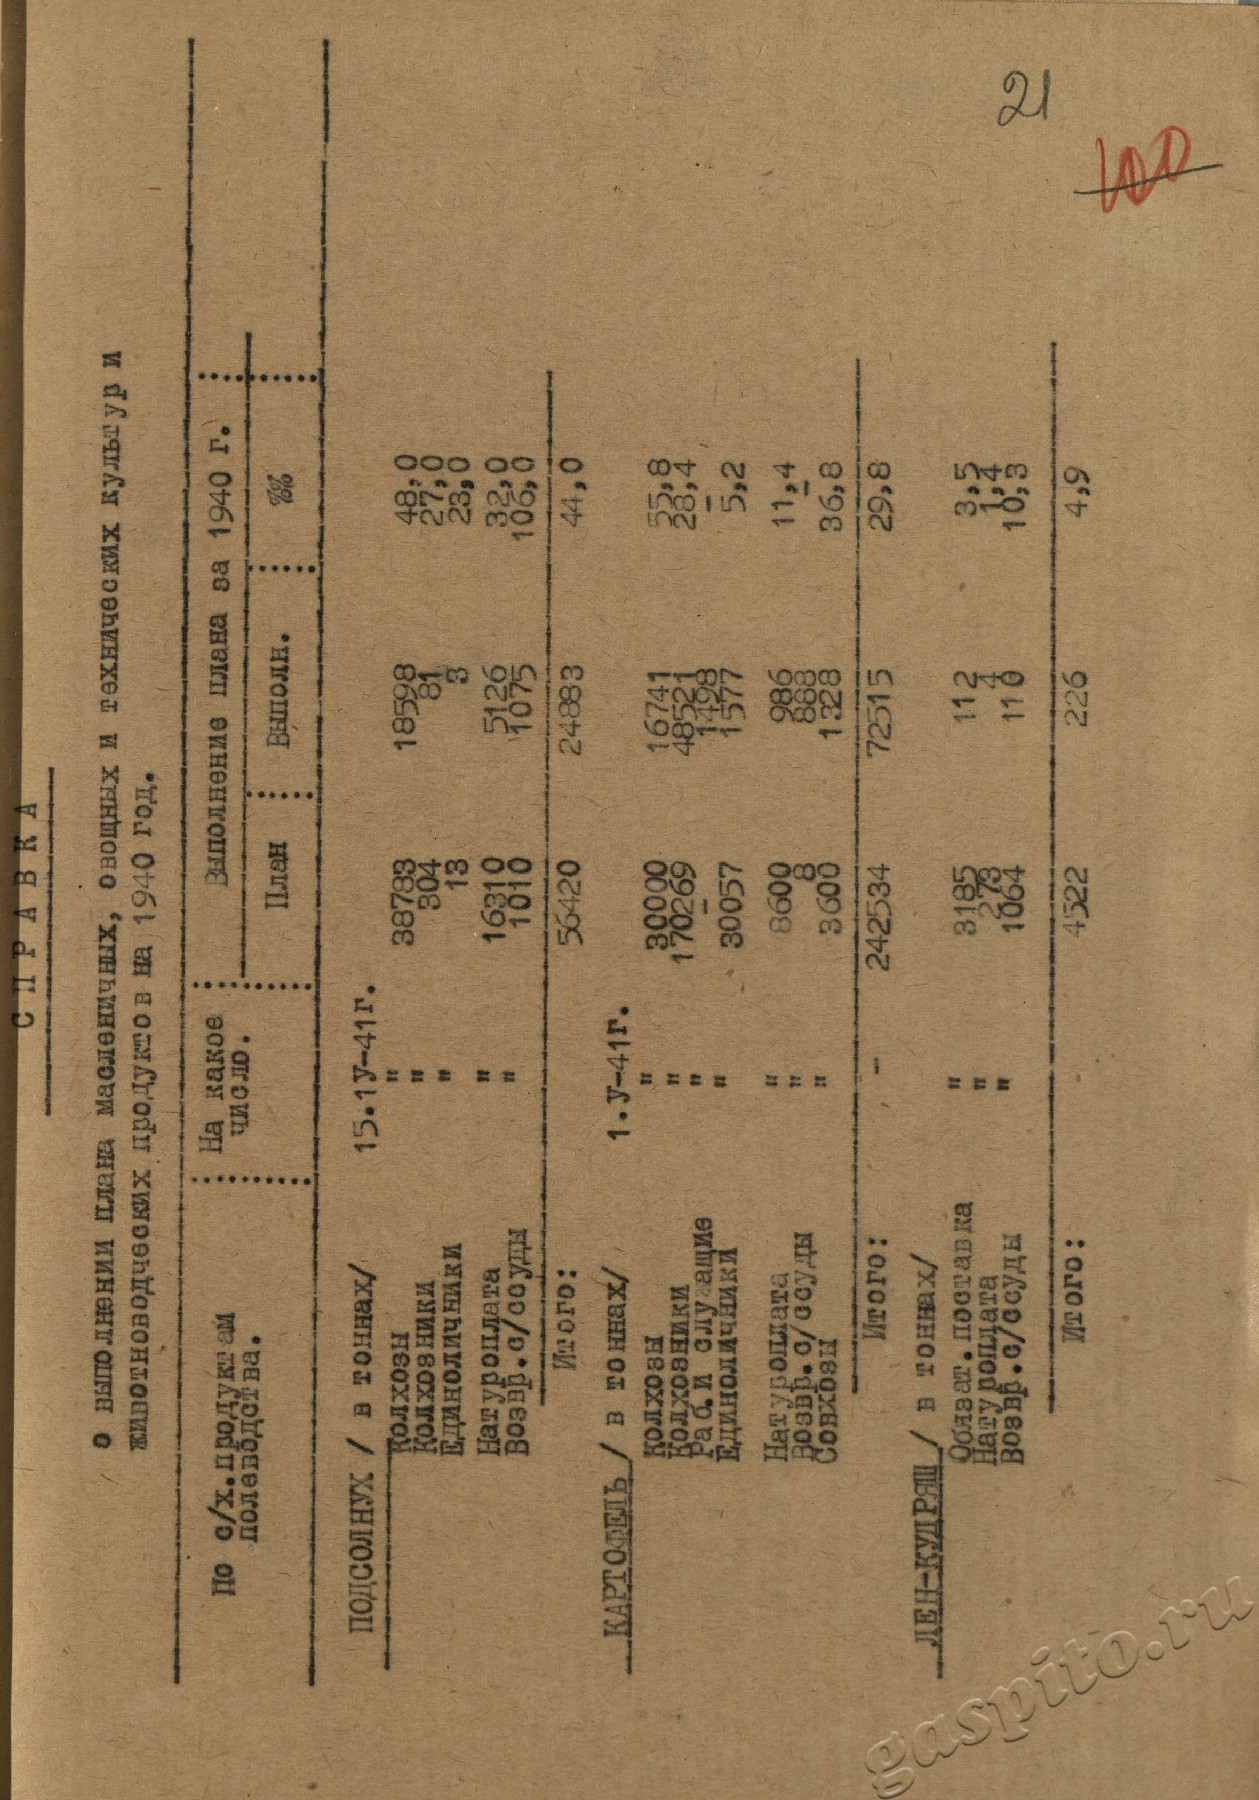 21
100
С П Р А В К А
о выполнении плана масленичных, овощных и технических культур и
животноводческих продуктов на 1940 год.
По с/х.продуктам полеводства. : На какое число. : Выполнение плана за 1940 г. :
План : Выполн. : %% :
ПОДСОЛНУХ / в тоннах/ 15.1У-41г.
Колхозы " 38783 18598 48,0
Колхозники " 304 81 27,0
Единоличники " 13 3 23,0
Натуроплата " 16310 5126 32,0
Возвр.с/ссуды " 1010 1075 106,0
Итого: 56420 24883 44,0
КАРТОФЕЛЬ / в тоннах/ 1.У-41г.
Колхозы " 30000 16741 55,8
Колхозники " 170269 48521 28,4
Раб.и служащие " - 1498 -
Единоличники " 30057 1577 5,2
Натуроплата " 8600 986 11,4
Возвр.с/ссуды " 8 888 -
Совхозы " 3600 1328 36,8
Итого: - 242534 72515 29,8
ЛЕН-КУДРЯШ / в тоннах/
Обязат.поставка " 3185 112 3,5
Натуроплата " 273 4 1,4
Возвр.с/ссуды " 1064 110 10,3
Итого: 4522 226 4,9
gaspito.ru